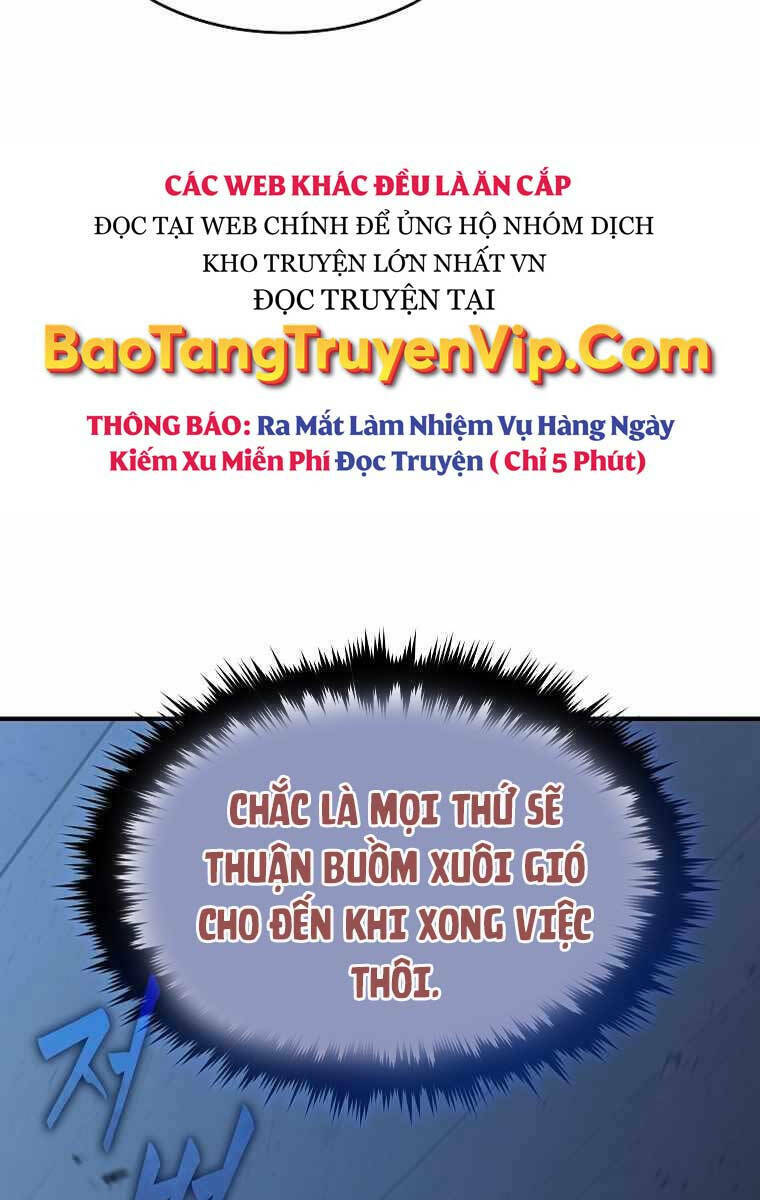 CÁC WEB KHÁC ĐỀU LÀ ĂN CẮP
ĐỌC TẠI WEB CHÍNH ĐỂ ỦNG HỘ NHÓM DỊCH
KHO TRUYỆN LỚN NHẤT VN
ĐỌC TRUYỆN TẠI
BaoTangTruyenVip.Com
THÔNG BÁO: Ra Mắt Làm Nhiệm Vụ Hàng Ngày
Kiếm Xu Miễn Phí Đọc Truyện ( Chỉ 5 Phút)
CHẮC LÀ MỌI THỨ SẼ
THUẬN BUỒM XUÔI GIÓ
CHO ĐẾN KHI XONG VIỆC
THÔI.
저
벅